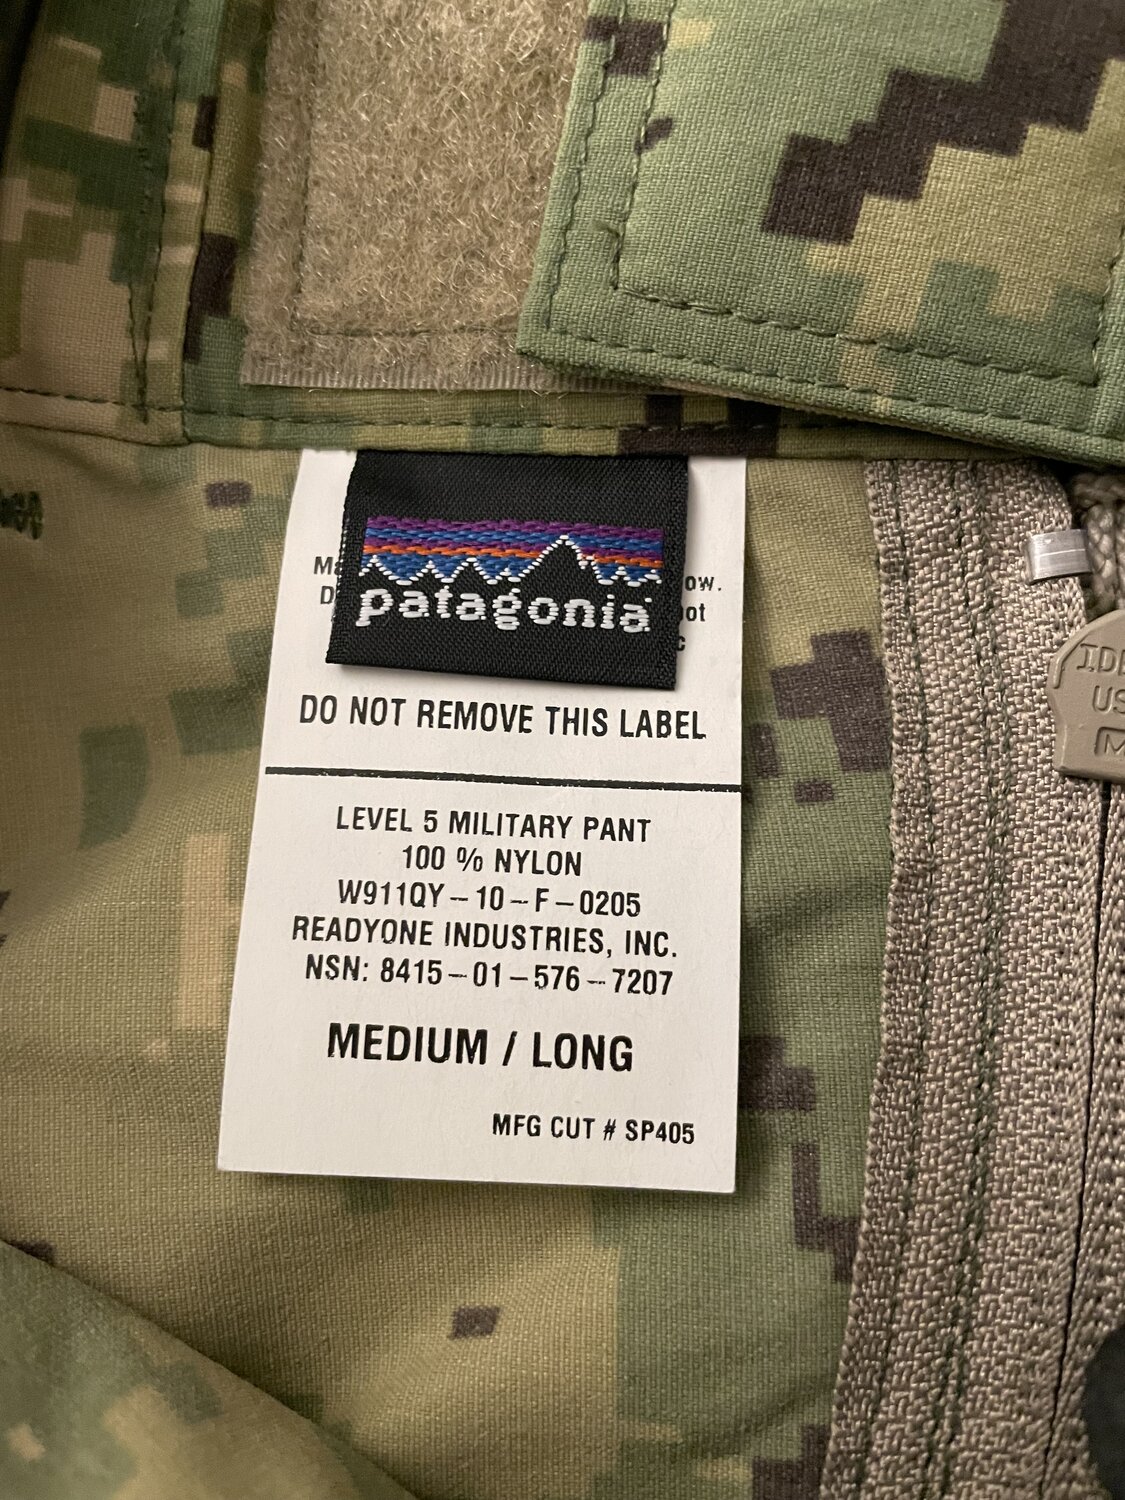 patagonia
ow.
DO NOT REMOVE THIS LABEL
LEVEL 5 MILITARY PANT
100 % NYLON
W911QY-10-F-0205
READYONE INDUSTRIES, INC.
NSN: 8415-01-576-7207
MEDIUM / LONG
MFG CUT # SP405